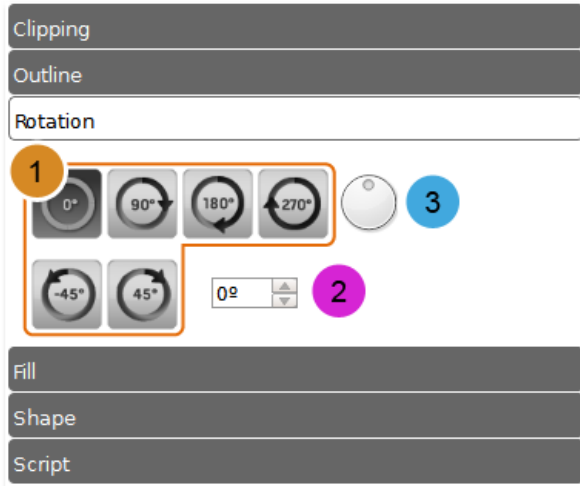 Clipping
Outline
Rotation
1
0° 90° 180° 270° 3
-45° 45° 0º 2
Fill
Shape
Script